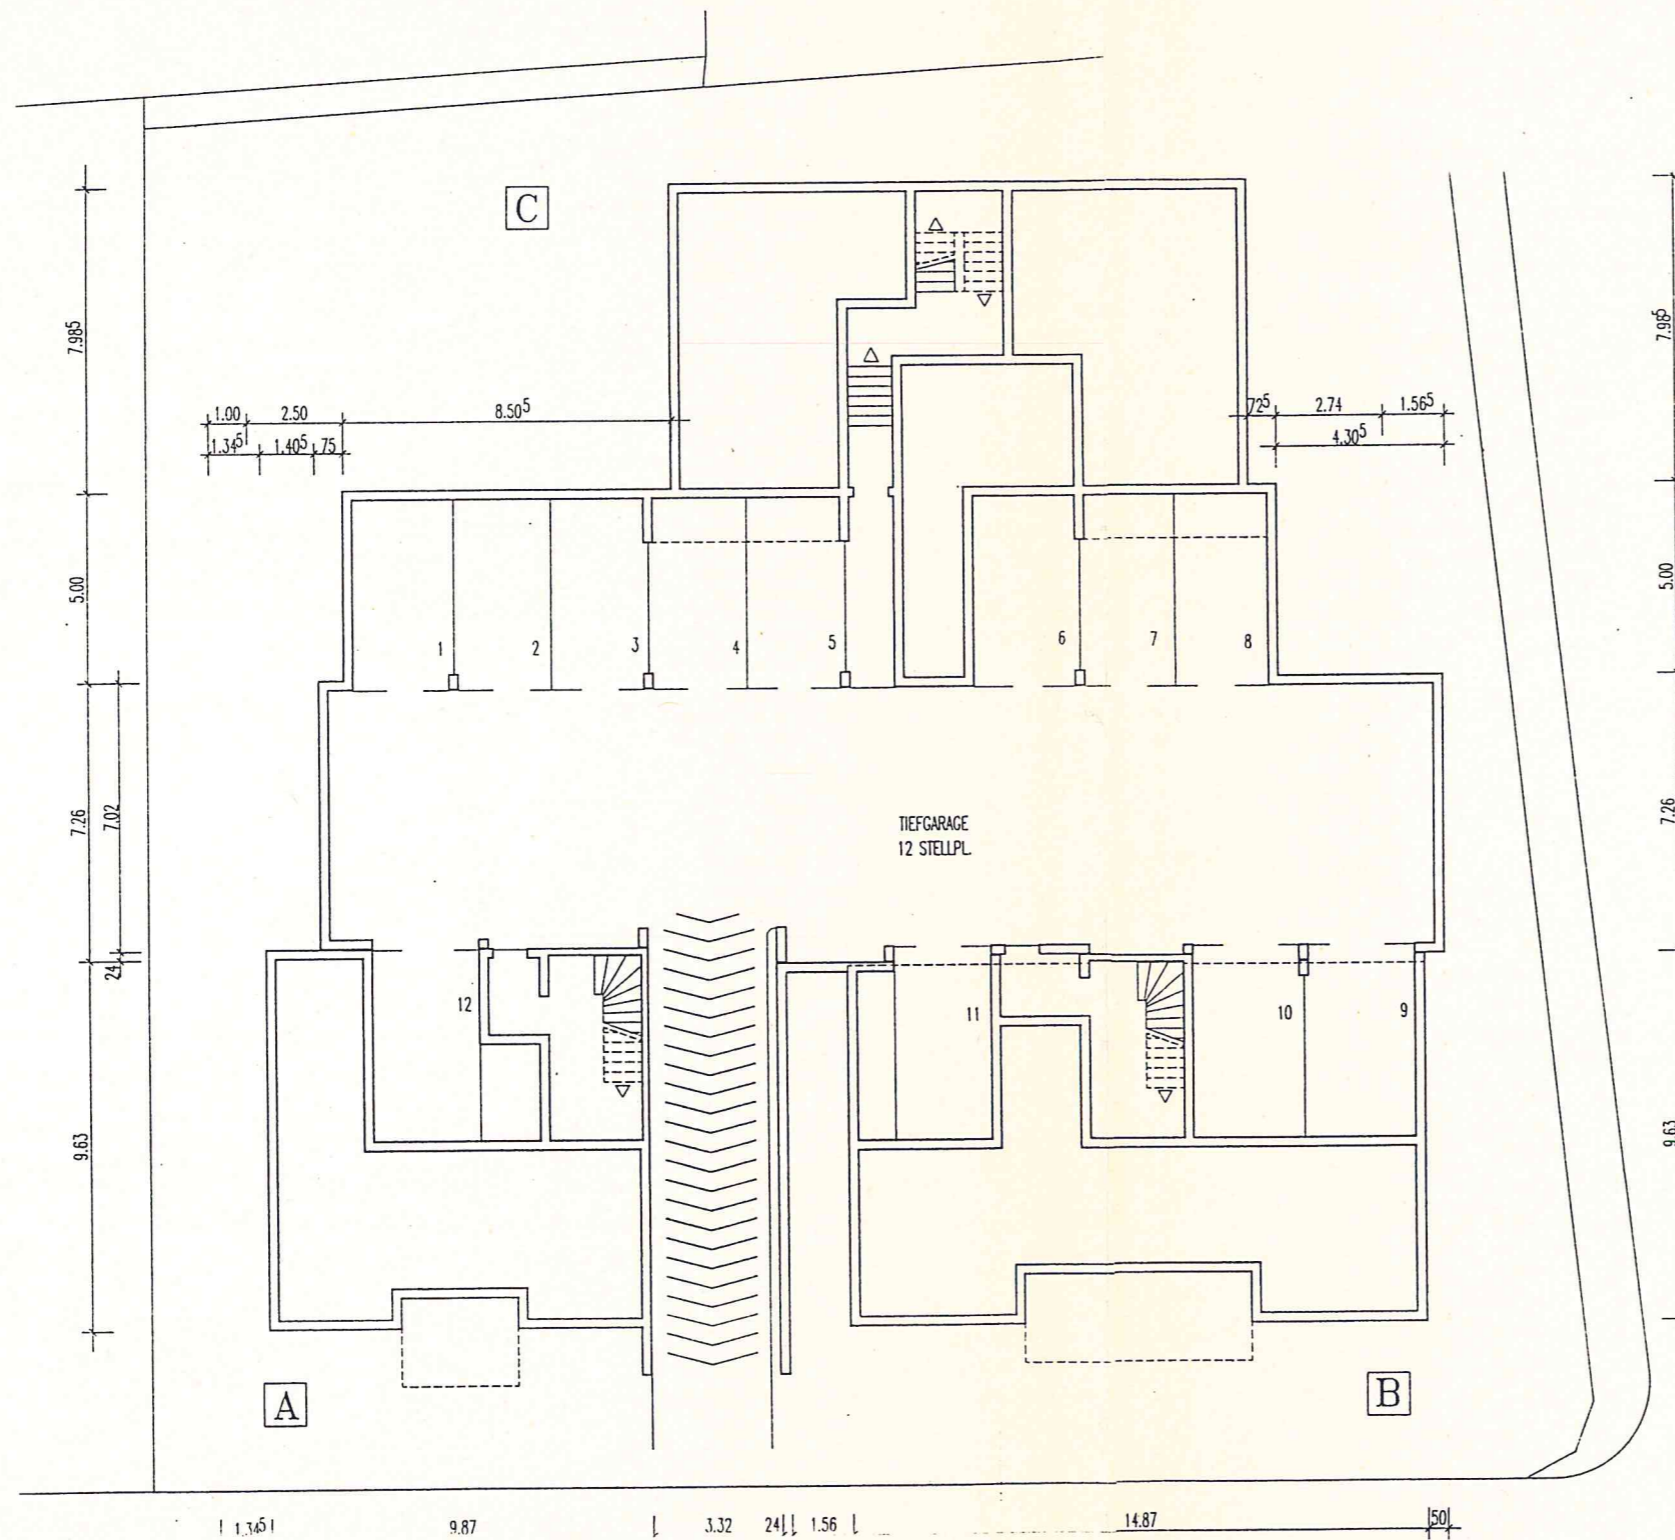 C
7.98⁵
7.98⁵
1.00 2.50 8.50⁵
72⁵ 2.74 1.56⁵
1.34⁵ 1.40⁵ 75
4.30⁵
5.00
5.00
1 2 3 4 5 6 7 8
7.26
7.02
7.26
TIEFGARAGE
12 STELLPL.
24
12 11 10 9
9.63
9.63
A
B
1.34⁵ 9.87 3.32 24 1.56 14.87 50